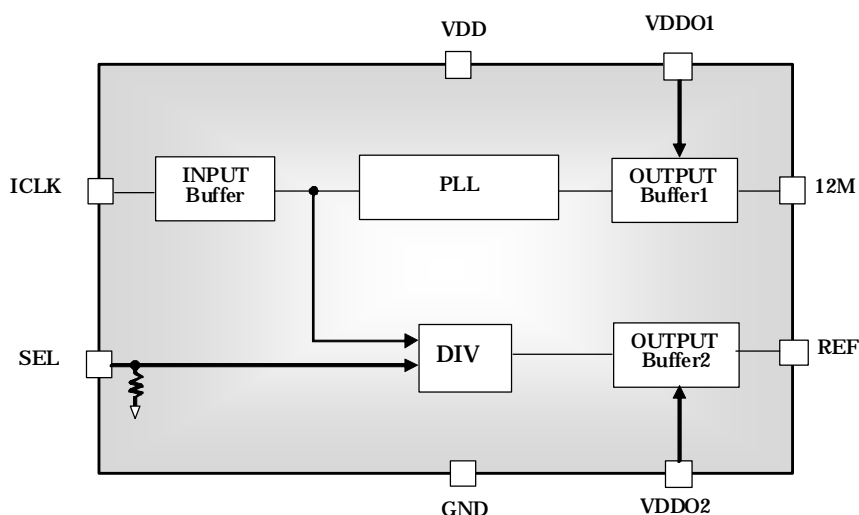 VDD
VDDO1
ICLK
INPUT
Buffer
PLL
OUTPUT
Buffer1
12M
SEL
DIV
OUTPUT
Buffer2
REF
GND
VDDO2